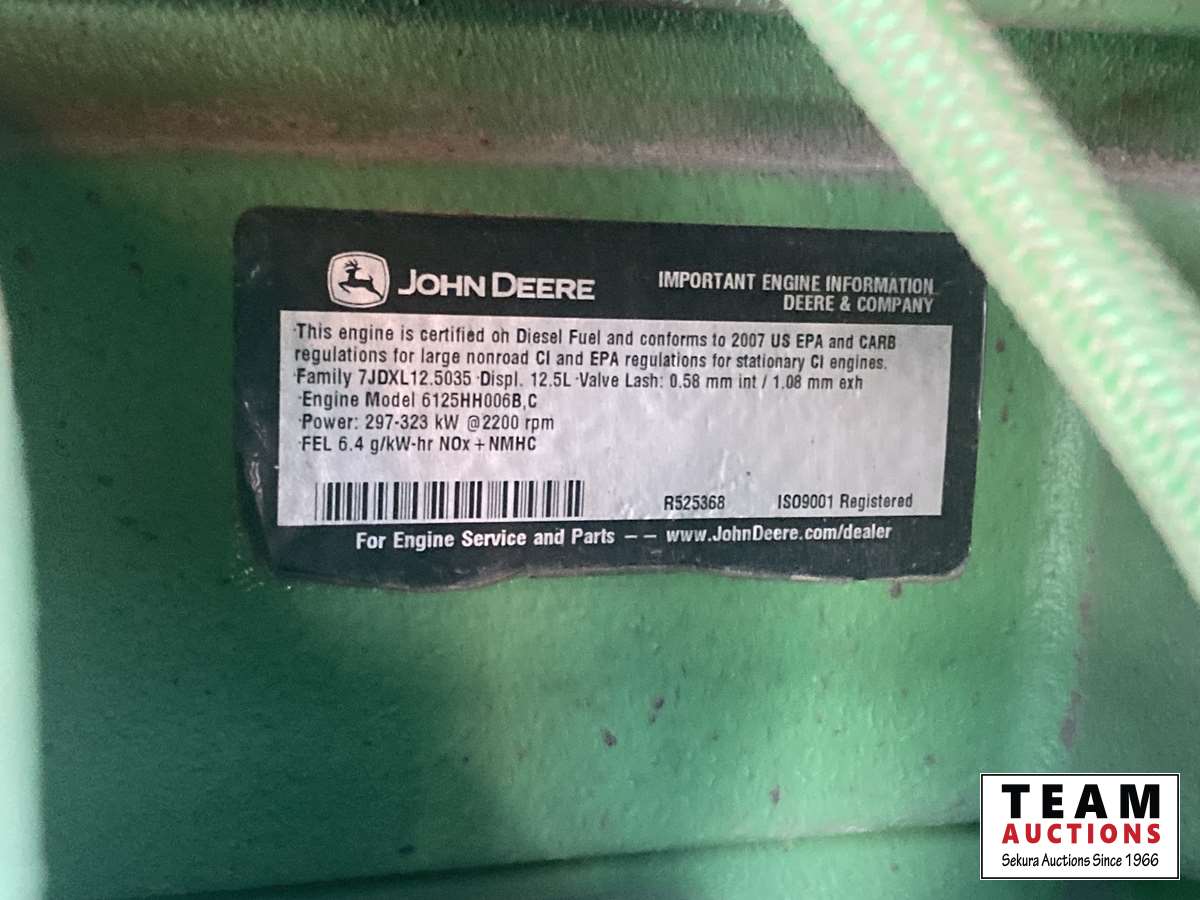 JOHN DEERE
IMPORTANT ENGINE INFORMATION
DEERE & COMPANY
·This engine is certified on Diesel Fuel and conforms to 2007 US EPA and CARB
regulations for large nonroad CI and EPA regulations for stationary CI engines.
·Family 7JDXL12.5035 ·Displ. 12.5L ·Valve Lash: 0.58 mm int / 1.08 mm exh
·Engine Model 6125HH006B,C
·Power: 297-323 kW @2200 rpm
·FEL 6.4 g/kW-hr NOx + NMHC
R525368 ISO9001 Registered
For Engine Service and Parts -- www.JohnDeere.com/dealer
TEAM
AUCTIONS
Sekura Auctions Since 1966